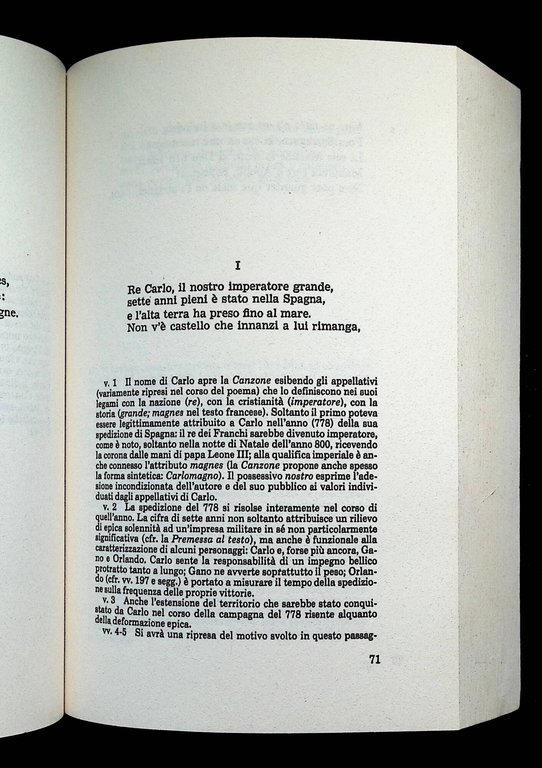 es,
:
gne.
I
Re Carlo, il nostro imperatore grande,
sette anni pieni è stato nella Spagna,
e l'alta terra ha preso fino al mare.
Non v'è castello che innanzi a lui rimanga,
v. 1 Il nome di Carlo apre la Canzone esibendo gli appellativi
(variamente ripresi nel corso del poema) che lo definiscono nei suoi
legami con la nazione (re), con la cristianità (imperatore), con la
storia (grande; magnes nel testo francese). Soltanto il primo poteva
essere legittimamente attribuito a Carlo nell'anno (778) della sua
spedizione di Spagna: il re dei Franchi sarebbe divenuto imperatore,
come è noto, soltanto nella notte di Natale dell'anno 800, ricevendo
la corona dalle mani di papa Leone III; alla qualifica imperiale è an-
che connesso l'attributo magnes (la Canzone propone anche spesso
la forma sintetica: Carlomagno). Il possessivo nostro esprime l'ade-
sione incondizionata dell'autore e del suo pubblico ai valori indivi-
duati dagli appellativi di Carlo.
v. 2 La spedizione del 778 si risolse interamente nel corso di
quell'anno. La cifra di sette anni non soltanto attribuisce un rilievo
di epica solennità ad un'impresa militare in sé non particolarmente
significativa (cfr. la Premessa al testo), ma anche è funzionale alla
caratterizzazione di alcuni personaggi: Carlo e, forse più ancora, Ga-
no e Orlando. Carlo sente la responsabilità di un impegno bellico
protratto tanto a lungo; Gano ne avverte soprattutto il peso; Orlan-
do (cfr. vv. 197 e segg.) è portato a misurare il tempo della spedizio-
ne sulla frequenza delle proprie vittorie.
v. 3 Anche l'estensione del territorio che sarebbe stato conqui-
stato da Carlo nel corso della campagna del 778 risente alquanto
della deformazione epica.
vv. 4-5 Si avrà una ripresa del motivo svolto in questo passag-
71